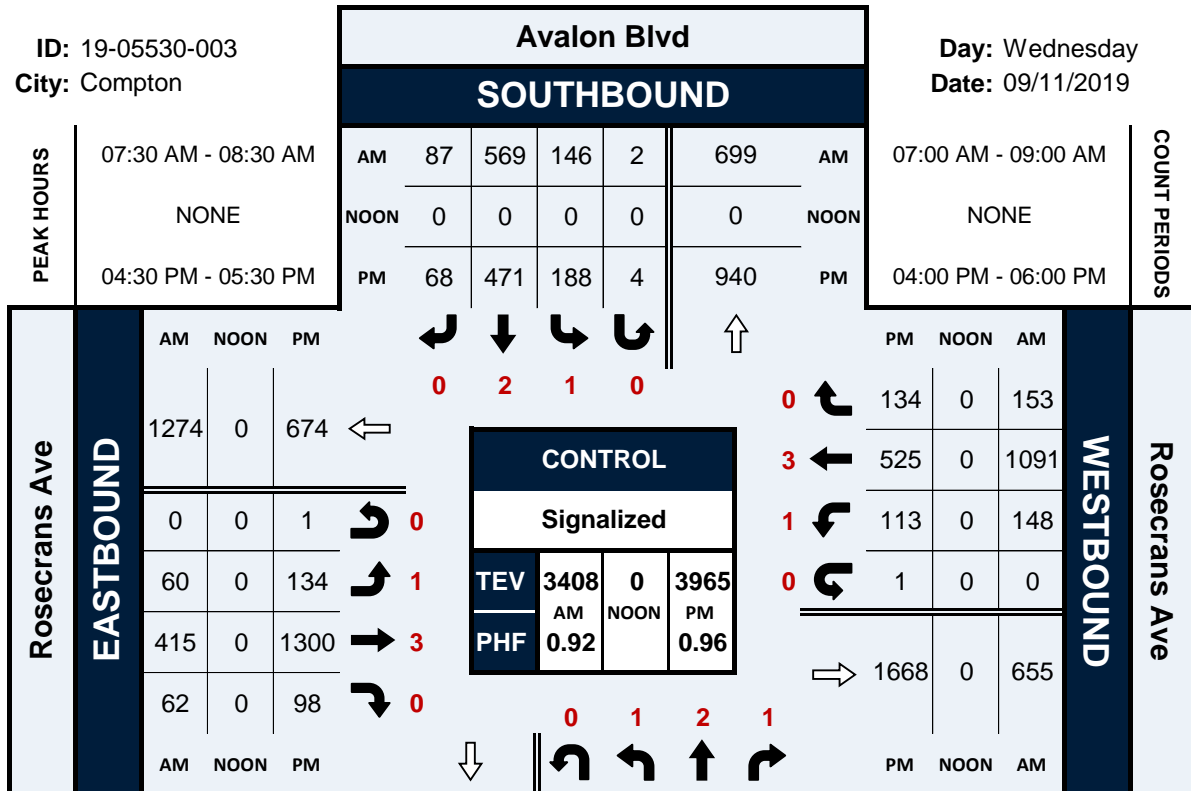 Avalon Blvd
ID: 19-05530-003
City: Compton
Day: Wednesday
Date: 09/11/2019
SOUTHBOUND
PEAK HOURS
07:30 AM - 08:30 AM
NONE
04:30 PM - 05:30 PM
AM 87 569 146 2 699 AM
NOON 0 0 0 0 0 NOON
PM 68 471 188 4 940 PM
07:00 AM - 09:00 AM
NONE
04:00 PM - 06:00 PM
COUNT PERIODS
0 2 1 0
Rosecrans Ave
EASTBOUND
AM NOON PM
1274 0 674
0 0 1 0
60 0 134 1
415 0 1300 3
62 0 98 0
AM NOON PM
CONTROL
Signalized
TEV 3408 0 3965
AM NOON PM
PHF 0.92 0.96
PM NOON AM
0 134 0 153
3 525 0 1091
1 113 0 148
0 1 0 0
1668 0 655
PM NOON AM
WESTBOUND
Rosecrans Ave
0 1 2 1